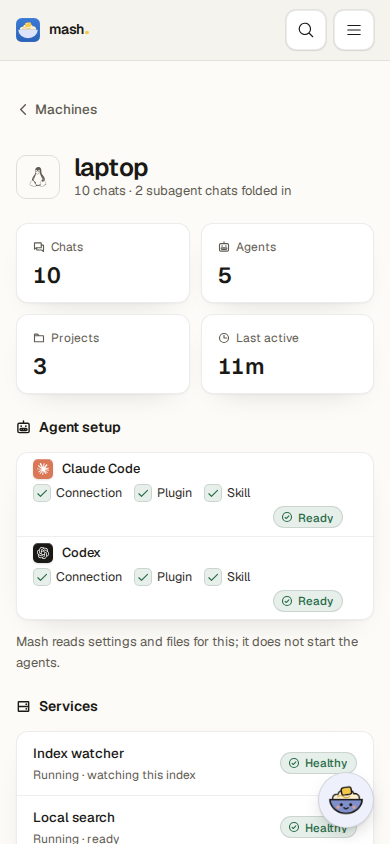 mash.
Machines
laptop
10 chats · 2 subagent chats folded in
Chats
10
Agents
5
Projects
3
Last active
11m
Agent setup
Claude Code
Connection Plugin Skill
Ready
Codex
Connection Plugin Skill
Ready
Mash reads settings and files for this; it does not start the
agents.
Services
Index watcher
Running · watching this index
Healthy
Local search
Running · ready
Healthy